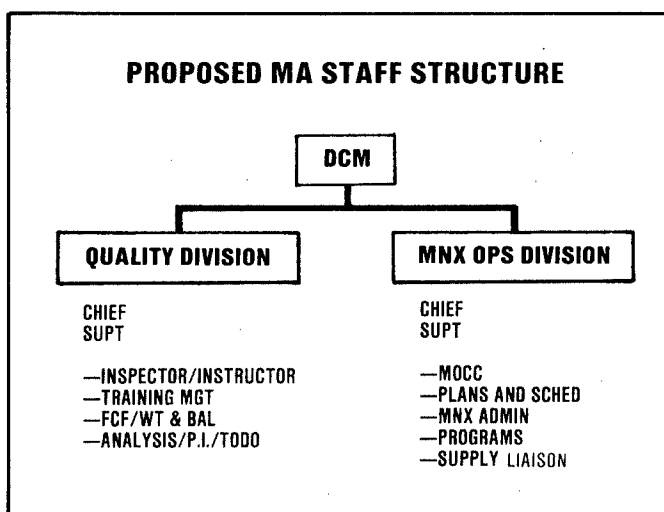 PROPOSED MA STAFF STRUCTURE
DCM
QUALITY DIVISION
CHIEF
SUPT
—INSPECTOR/INSTRUCTOR
—TRAINING MGT
—FCF/WT & BAL
—ANALYSIS/P.I./TODO
MNX OPS DIVISION
CHIEF
SUPT
—MOCC
—PLANS AND SCHED
—MNX ADMIN
—PROGRAMS
—SUPPLY LIAISON